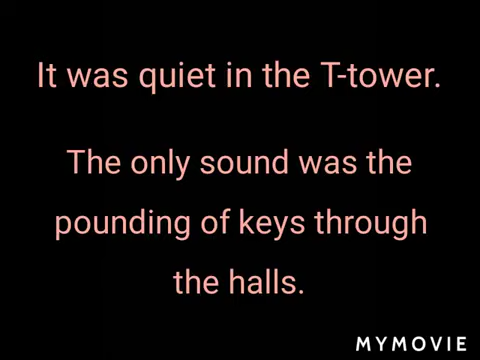 It was quiet in the T-tower.
The only sound was the
pounding of keys through
the halls.
MYMOVIE